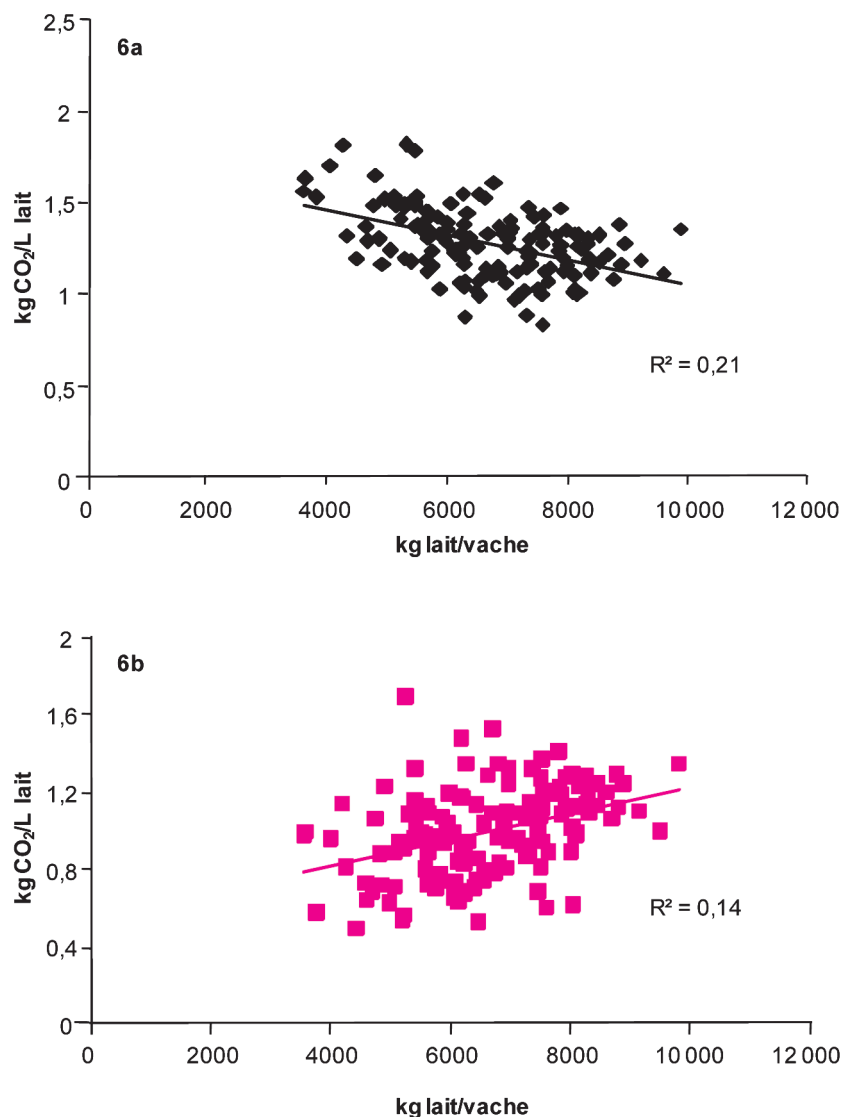 6a
2,5
2
1,5
1
0,5
0
kg CO₂/L lait
R² = 0,21
0 2000 4000 6000 8000 10 000 12 000
kg lait/vache
6b
2
1,6
1,2
0,8
0,4
0
kg CO₂/L lait
R² = 0,14
0 2000 4000 6000 8000 10 000 12 000
kg lait/vache